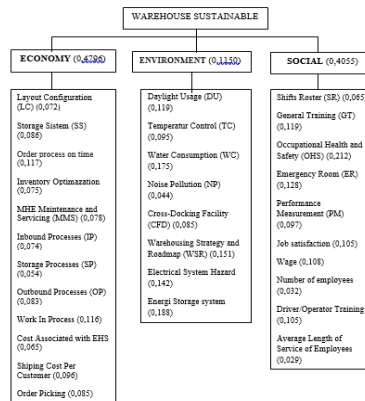 WAREHOUSE SUSTAINABLE
ECONOMY (0,4796)
Layout Configuration
(LC) (0,072)
Storage Sistem (SS)
(0,086)
Order process on time
(0,117)
Inventory Optimazation
(0,075)
MHE Maintenance and
Servicing (MMS) (0,078)
Inbound Processes (IP)
(0,074)
Storage Processes (SP)
(0,054)
Outbound Processes (OP)
(0,083)
Work In Process (0,116)
Cost Associated with EHS
(0,065)
Shiping Cost Per
Customer (0,096)
Order Picking (0,085)
ENVIRONMENT (0,1150)
Daylight Usage (DU)
(0,119)
Temperatur Control (TC)
(0,095)
Water Consumption (WC)
(0,175)
Noise Pollution (NP)
(0,044)
Cross-Docking Facility
(CFD) (0,085)
Warehousing Strategy and
Roadmap (WSR) (0,151)
Electrical System Hazard
(0,142)
Energi Storage system
(0,188)
SOCIAL (0,4055)
Shifts Roster (SR) (0,065)
General Training (GT)
(0,119)
Occupational Health and
Safety (OHS) (0,212)
Emergency Room (ER)
(0,128)
Performance
Measurement (PM)
(0,097)
Job satisfaction (0,105)
Wage (0,108)
Number of employees
(0,032)
Driver/Operator Training
(0,105)
Average Length of
Service of Employees
(0,029)